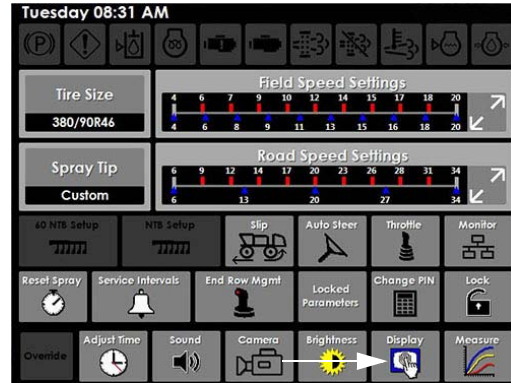 Tuesday 08:31 AM
Tire Size
380/90R46
Field Speed Settings
4 6 7 9 10 12 14 15 17 18 20
4 6 8 9 11 13 15 16 18 20
Spray Tip
Custom
Road Speed Settings
6 9 12 14 17 20 23 26 28 31 34
6 13 20 27 34
60 NTB Setup
NTB Setup
Slip
Auto Steer
Throttle
Monitor
Reset Spray
Service Intervals
End Row Mgmt
Locked
Parameters
Change PIN
Lock
Override
Adjust Time
Sound
Camera
Brightness
Display
Measure